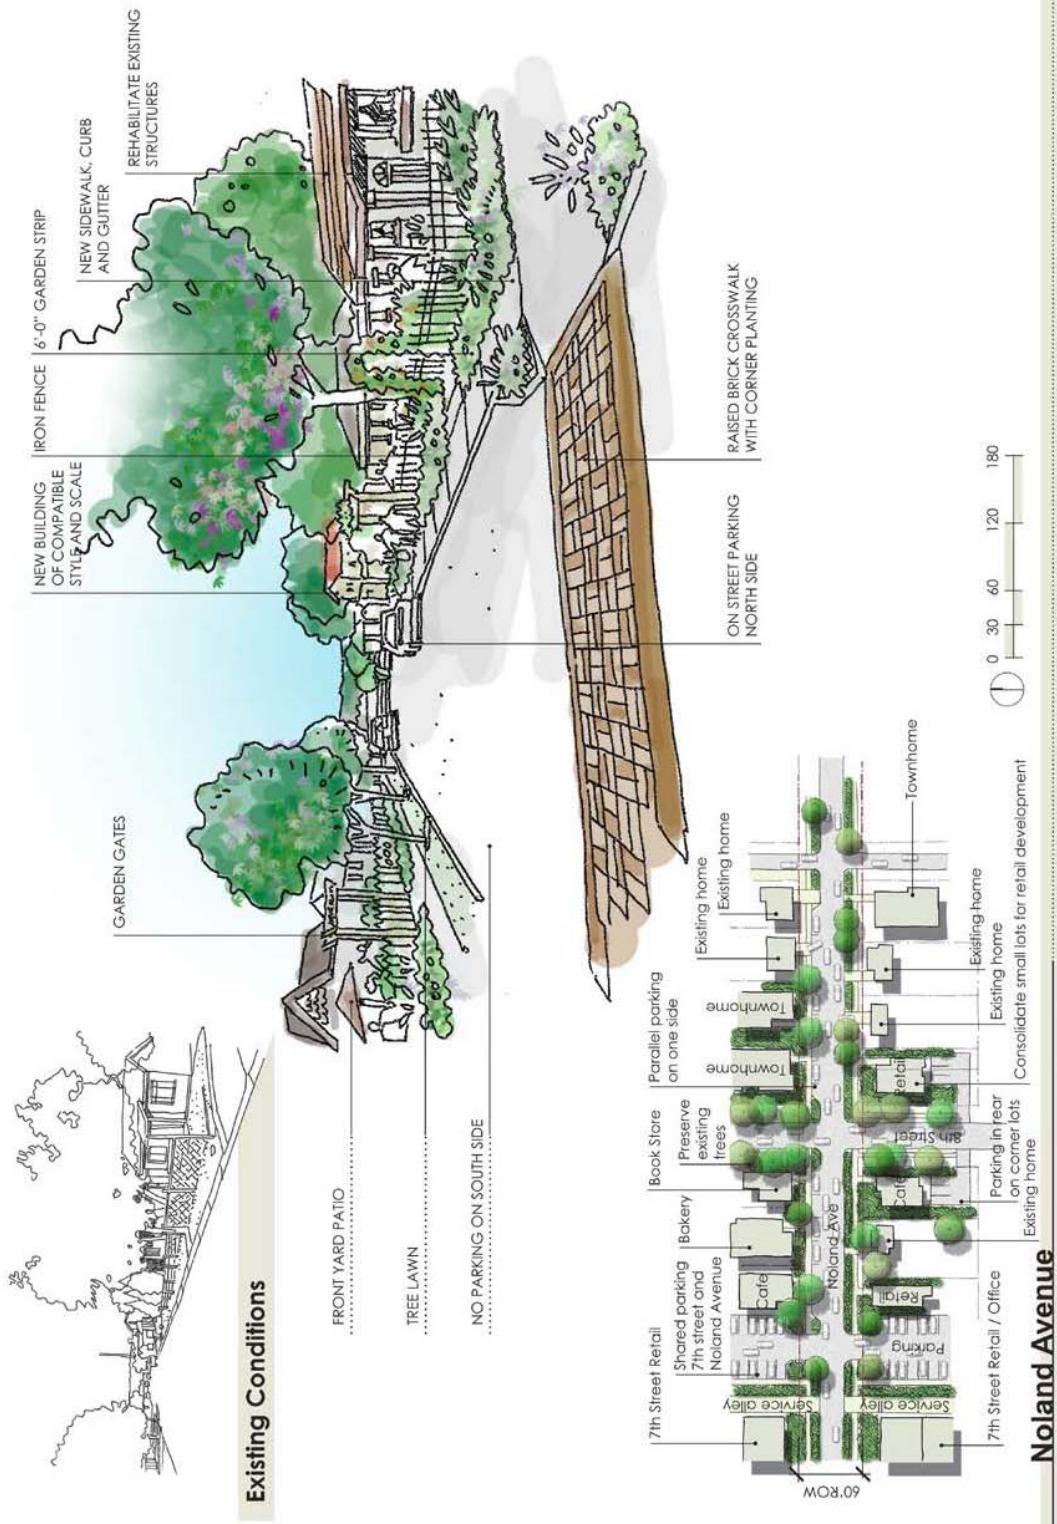 Existing Conditions
GARDEN GATES
NEW BUILDING
OF COMPATIBLE
STYLE AND SCALE
IRON FENCE
6'-0" GARDEN STRIP
NEW SIDEWALK, CURB
AND GUTTER
REHABILITATE EXISTING
STRUCTURES
FRONT YARD PATIO
TREE LAWN
NO PARKING ON SOUTH SIDE
ON STREET PARKING
NORTH SIDE
RAISED BRICK CROSSWALK
WITH CORNER PLANTING
7th Street Retail
Shared parking
7th street and
Noland Avenue
Bakery
Book Store
Preserve
existing
trees
Parallel parking
on one side
Existing home
Existing home
Cafe
Townhome
Townhome
Service alley
60'ROW
Noland Ave
Service alley
Parking
Retail
Cafe
8th Street
Retail
Townhome
Existing home
Existing home
Consolidate small lots for retail development
Parking in rear
on corner lots
Existing home
7th Street Retail / Office
0 30 60 120 180
Noland Avenue